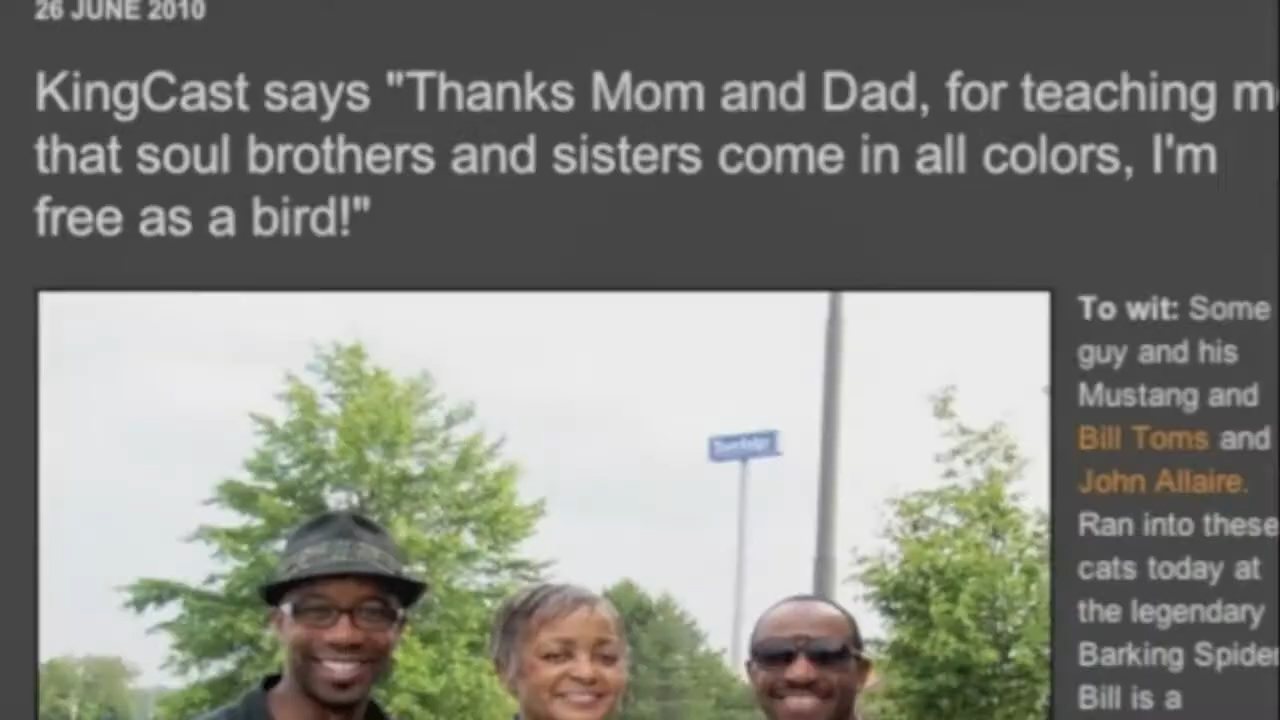 26 JUNE 2010
KingCast says "Thanks Mom and Dad, for teaching
that soul brothers and sisters come in all colors, I'm
free as a bird!"
To wit: Some
guy and his
Mustang and
Bill Toms and
John Allaire.
Ran into these
cats today at
the legendary
Barking Spider
Bill is a